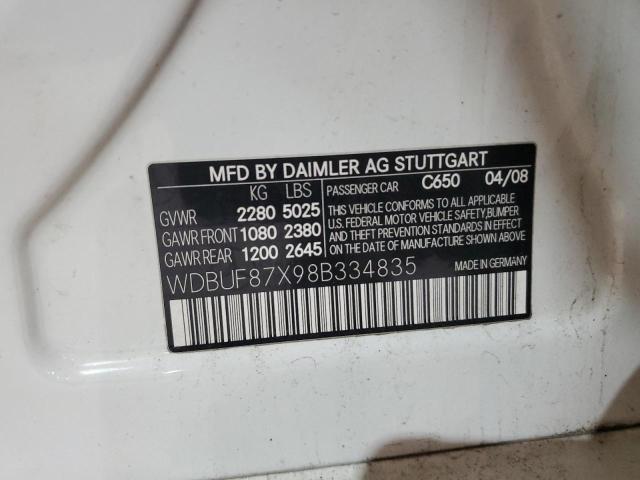 MFD BY DAIMLER AG STUTTGART
KG LBS PASSENGER CAR C650 04/08
GVWR 2280 5025
GAWR FRONT 1080 2380
GAWR REAR 1200 2645
THIS VEHICLE CONFORMS TO ALL APPLICABLE
U.S. FEDERAL MOTOR VEHICLE SAFETY,BUMPER
AND THEFT PREVENTION STANDARDS IN EFFECT
ON THE DATE OF MANUFACTURE SHOWN ABOVE.
WDBUF87X98B334835
MADE IN GERMANY